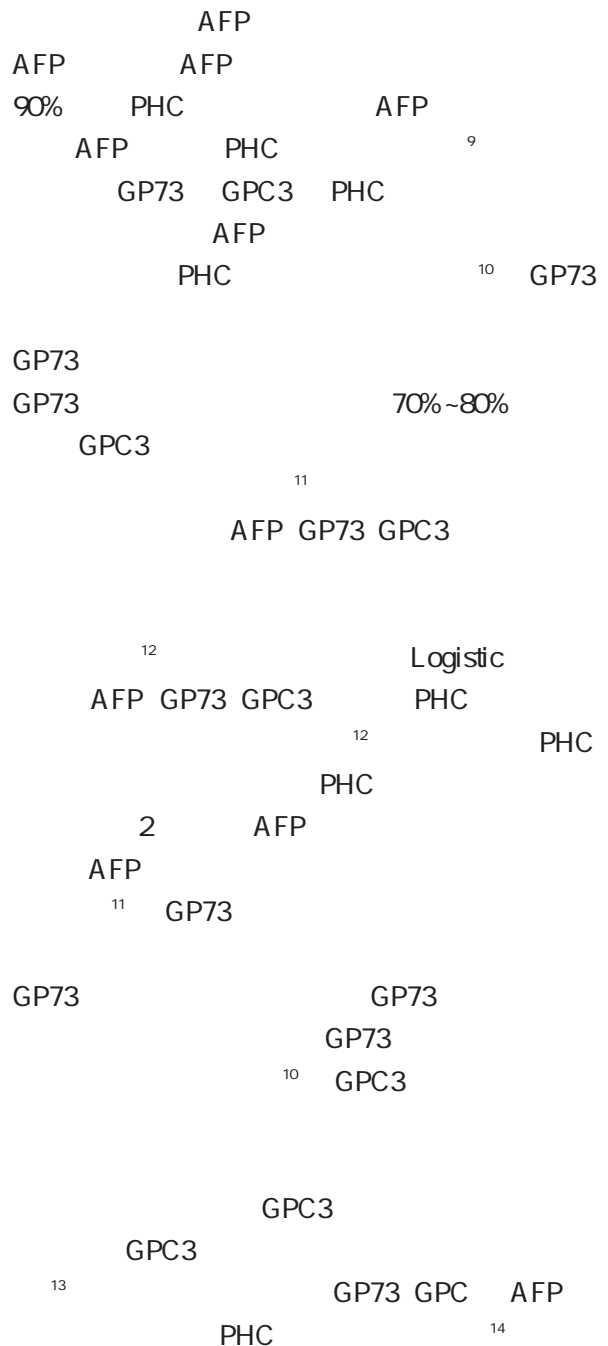 AFP
AFP AFP
90% PHC AFP
AFP PHC 9
GP73 GPC3 PHC
AFP
PHC 10 GP73
GP73
GP73 70%~80%
GPC3
11
AFP GP73 GPC3
12 Logistic
AFP GP73 GPC3 PHC
12 PHC
PHC
2 AFP
AFP
11 GP73
GP73 GP73
GP73
10 GPC3
GPC3
GPC3
13 GP73 GPC AFP
PHC 14